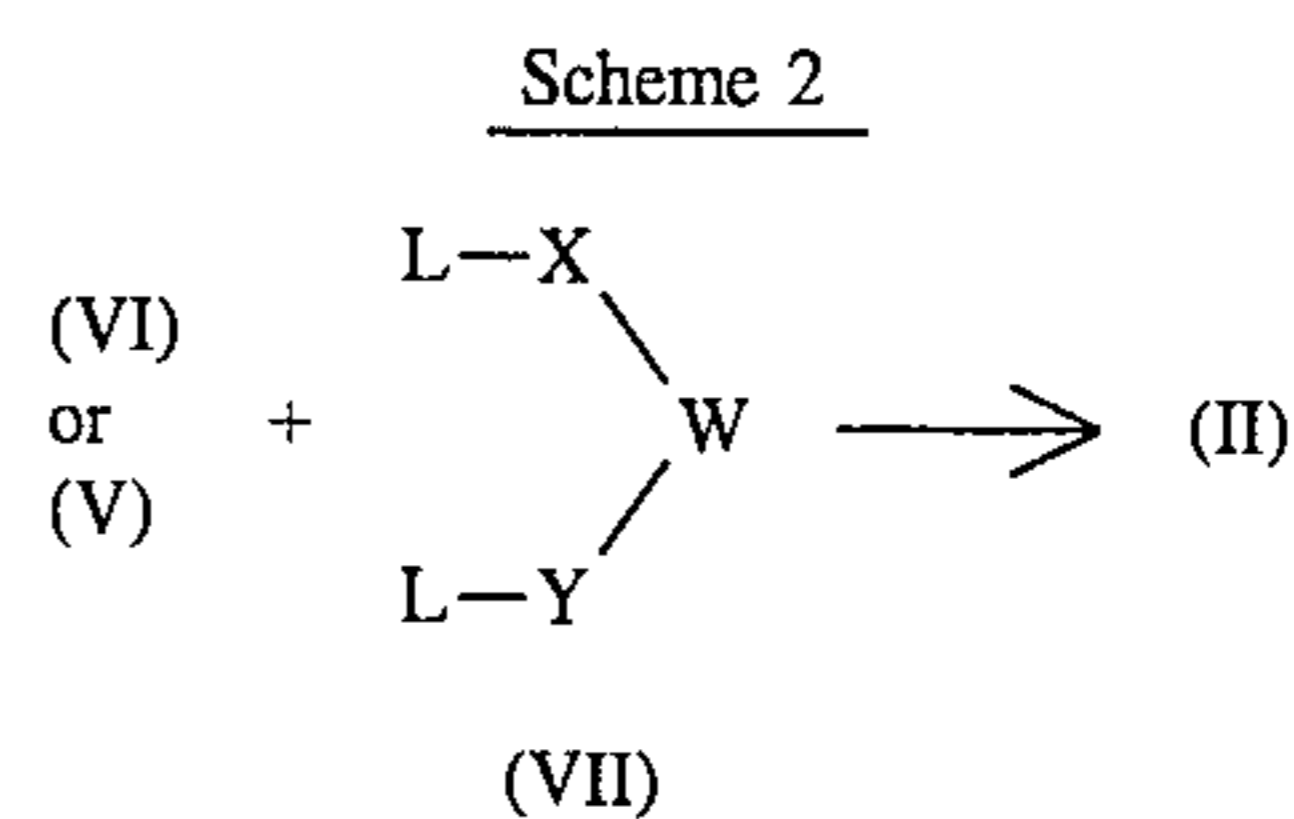 Scheme 2
L—X
(VI)
or + W (II)
(V)
L—Y
(VII)